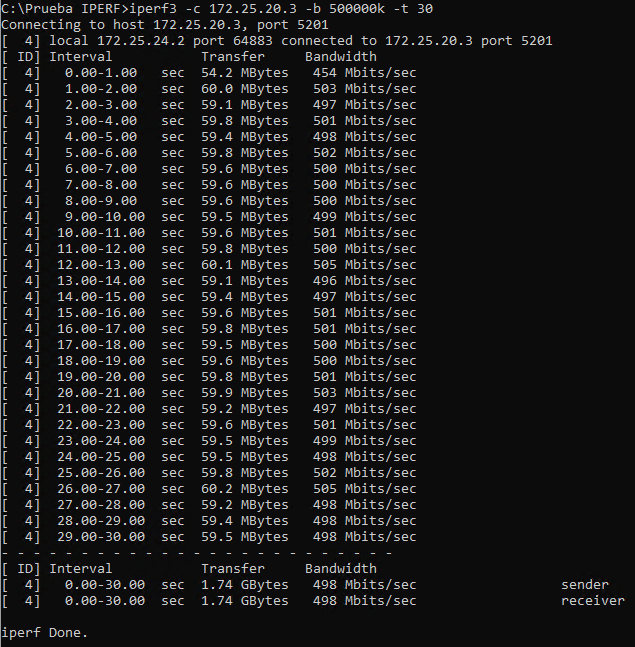 C:\Prueba IPERF>iperf3 -c 172.25.20.3 -b 500000k -t 30
Connecting to host 172.25.20.3, port 5201
[  4] local 172.25.24.2 port 64883 connected to 172.25.20.3 port 5201
[ ID] Interval           Transfer     Bandwidth
[  4]   0.00-1.00   sec  54.2 MBytes   454 Mbits/sec
[  4]   1.00-2.00   sec  60.0 MBytes   503 Mbits/sec
[  4]   2.00-3.00   sec  59.1 MBytes   497 Mbits/sec
[  4]   3.00-4.00   sec  59.8 MBytes   501 Mbits/sec
[  4]   4.00-5.00   sec  59.4 MBytes   498 Mbits/sec
[  4]   5.00-6.00   sec  59.8 MBytes   502 Mbits/sec
[  4]   6.00-7.00   sec  59.6 MBytes   500 Mbits/sec
[  4]   7.00-8.00   sec  59.6 MBytes   500 Mbits/sec
[  4]   8.00-9.00   sec  59.6 MBytes   500 Mbits/sec
[  4]   9.00-10.00  sec  59.5 MBytes   499 Mbits/sec
[  4]  10.00-11.00  sec  59.6 MBytes   501 Mbits/sec
[  4]  11.00-12.00  sec  59.8 MBytes   500 Mbits/sec
[  4]  12.00-13.00  sec  60.1 MBytes   505 Mbits/sec
[  4]  13.00-14.00  sec  59.1 MBytes   496 Mbits/sec
[  4]  14.00-15.00  sec  59.4 MBytes   497 Mbits/sec
[  4]  15.00-16.00  sec  59.6 MBytes   501 Mbits/sec
[  4]  16.00-17.00  sec  59.8 MBytes   501 Mbits/sec
[  4]  17.00-18.00  sec  59.5 MBytes   500 Mbits/sec
[  4]  18.00-19.00  sec  59.6 MBytes   500 Mbits/sec
[  4]  19.00-20.00  sec  59.8 MBytes   501 Mbits/sec
[  4]  20.00-21.00  sec  59.9 MBytes   503 Mbits/sec
[  4]  21.00-22.00  sec  59.2 MBytes   497 Mbits/sec
[  4]  22.00-23.00  sec  59.6 MBytes   501 Mbits/sec
[  4]  23.00-24.00  sec  59.5 MBytes   499 Mbits/sec
[  4]  24.00-25.00  sec  59.5 MBytes   498 Mbits/sec
[  4]  25.00-26.00  sec  59.8 MBytes   502 Mbits/sec
[  4]  26.00-27.00  sec  60.2 MBytes   505 Mbits/sec
[  4]  27.00-28.00  sec  59.2 MBytes   498 Mbits/sec
[  4]  28.00-29.00  sec  59.4 MBytes   498 Mbits/sec
[  4]  29.00-30.00  sec  59.5 MBytes   498 Mbits/sec
- - - - - - - - - - - - - - - - - - - - - - - - -
[ ID] Interval           Transfer     Bandwidth
[  4]   0.00-30.00  sec  1.74 GBytes   498 Mbits/sec                  sender
[  4]   0.00-30.00  sec  1.74 GBytes   498 Mbits/sec                  receiver
iperf Done.